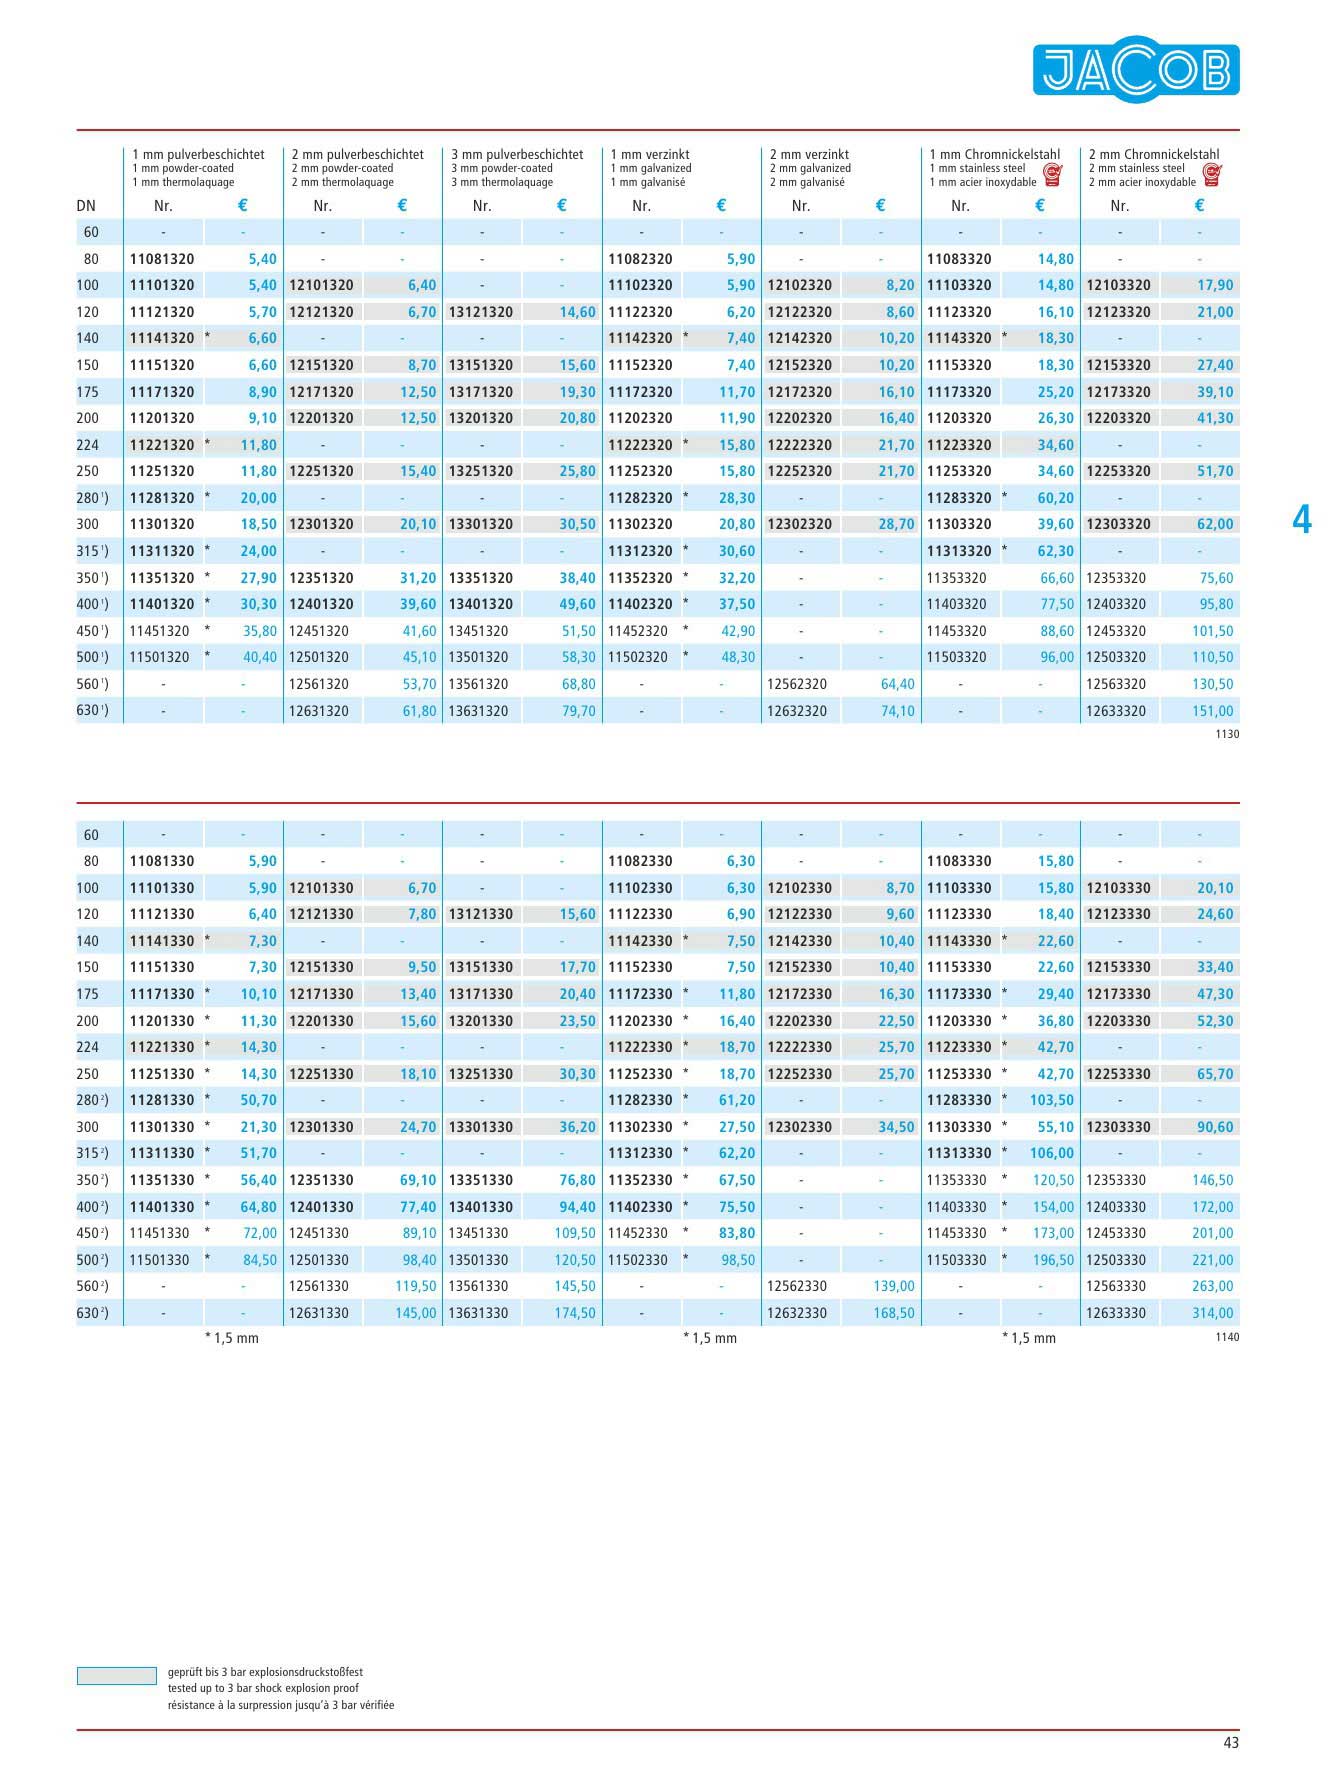 JACOB
1 mm pulverbeschichtet 2 mm pulverbeschichtet 3 mm pulverbeschichtet 1 mm verzinkt 2 mm verzinkt 1 mm Chromnickelstahl 2 mm Chromnickelstahl
1 mm powder-coated 2 mm powder-coated 3 mm powder-coated 1 mm galvanized 2 mm galvanized 1 mm stainless steel 2 mm stainless steel
1 mm thermolaquage 2 mm thermolaquage 3 mm thermolaquage 1 mm galvanisé 2 mm galvanisé 1 mm acier inoxydable 2 mm acier inoxydable
DN Nr. € Nr. € Nr. € Nr. € Nr. € Nr. € Nr. €
60 - - - - - - - - - - - - - -
80 11081320 5,40 - - - - 11082320 5,90 - - 11083320 14,80 - -
100 11101320 5,40 12101320 6,40 - - 11102320 5,90 12102320 8,20 11103320 14,80 12103320 17,90
120 11121320 5,70 12121320 6,70 13121320 14,60 11122320 6,20 12122320 8,60 11123320 16,10 12123320 21,00
140 11141320 * 6,60 - - - - 11142320 * 7,40 12142320 10,20 11143320 * 18,30 - -
150 11151320 6,60 12151320 8,70 13151320 15,60 11152320 7,40 12152320 10,20 11153320 18,30 12153320 27,40
175 11171320 8,90 12171320 12,50 13171320 19,30 11172320 11,70 12172320 16,10 11173320 25,20 12173320 39,10
200 11201320 9,10 12201320 12,50 13201320 20,80 11202320 11,90 12202320 16,40 11203320 26,30 12203320 41,30
224 11221320 * 11,80 - - - - 11222320 * 15,80 12222320 21,70 11223320 34,60 - -
250 11251320 11,80 12251320 15,40 13251320 25,80 11252320 15,80 12252320 21,70 11253320 34,60 12253320 51,70
280 ¹) 11281320 * 20,00 - - - - 11282320 * 28,30 - - 11283320 * 60,20 - -
300 11301320 18,50 12301320 20,10 13301320 30,50 11302320 20,80 12302320 28,70 11303320 39,60 12303320 62,00
315 ¹) 11311320 * 24,00 - - - - 11312320 * 30,60 - - 11313320 * 62,30 - -
350 ¹) 11351320 * 27,90 12351320 31,20 13351320 38,40 11352320 * 32,20 - - 11353320 66,60 12353320 75,60
400 ¹) 11401320 * 30,30 12401320 39,60 13401320 49,60 11402320 * 37,50 - - 11403320 77,50 12403320 95,80
450 ¹) 11451320 * 35,80 12451320 41,60 13451320 51,50 11452320 * 42,90 - - 11453320 88,60 12453320 101,50
500 ¹) 11501320 * 40,40 12501320 45,10 13501320 58,30 11502320 * 48,30 - - 11503320 96,00 12503320 110,50
560 ¹) - - 12561320 53,70 13561320 68,80 - - 12562320 64,40 - - 12563320 130,50
630 ¹) - - 12631320 61,80 13631320 79,70 - - 12632320 74,10 - - 12633320 151,00
1130
4
60 - - - - - - - - - - - - - -
80 11081330 5,90 - - - - 11082330 6,30 - - 11083330 15,80 - -
100 11101330 5,90 12101330 6,70 - - 11102330 6,30 12102330 8,70 11103330 15,80 12103330 20,10
120 11121330 6,40 12121330 7,80 13121330 15,60 11122330 6,90 12122330 9,60 11123330 18,40 12123330 24,60
140 11141330 * 7,30 - - - - 11142330 * 7,50 12142330 10,40 11143330 * 22,60 - -
150 11151330 7,30 12151330 9,50 13151330 17,70 11152330 7,50 12152330 10,40 11153330 22,60 12153330 33,40
175 11171330 * 10,10 12171330 13,40 13171330 20,40 11172330 * 11,80 12172330 16,30 11173330 * 29,40 12173330 47,30
200 11201330 * 11,30 12201330 15,60 13201330 23,50 11202330 * 16,40 12202330 22,50 11203330 * 36,80 12203330 52,30
224 11221330 * 14,30 - - - - 11222330 * 18,70 12222330 25,70 11223330 * 42,70 - -
250 11251330 * 14,30 12251330 18,10 13251330 30,30 11252330 * 18,70 12252330 25,70 11253330 * 42,70 12253330 65,70
280 ²) 11281330 * 50,70 - - - - 11282330 * 61,20 - - 11283330 * 103,50 - -
300 11301330 * 21,30 12301330 24,70 13301330 36,20 11302330 * 27,50 12302330 34,50 11303330 * 55,10 12303330 90,60
315 ²) 11311330 * 51,70 - - - - 11312330 * 62,20 - - 11313330 * 106,00 - -
350 ²) 11351330 * 56,40 12351330 69,10 13351330 76,80 11352330 * 67,50 - - 11353330 * 120,50 12353330 146,50
400 ²) 11401330 * 64,80 12401330 77,40 13401330 94,40 11402330 * 75,50 - - 11403330 * 154,00 12403330 172,00
450 ²) 11451330 * 72,00 12451330 89,10 13451330 109,50 11452330 * 83,80 - - 11453330 * 173,00 12453330 201,00
500 ²) 11501330 * 84,50 12501330 98,40 13501330 120,50 11502330 * 98,50 - - 11503330 * 196,50 12503330 221,00
560 ²) - - 12561330 119,50 13561330 145,50 - - 12562330 139,00 - - 12563330 263,00
630 ²) - - 12631330 145,00 13631330 174,50 - - 12632330 168,50 - - 12633330 314,00
* 1,5 mm * 1,5 mm * 1,5 mm 1140
geprüft bis 3 bar explosionsdruckstoßfest
tested up to 3 bar shock explosion proof
résistance à la surpression jusqu'à 3 bar vérifiée
43